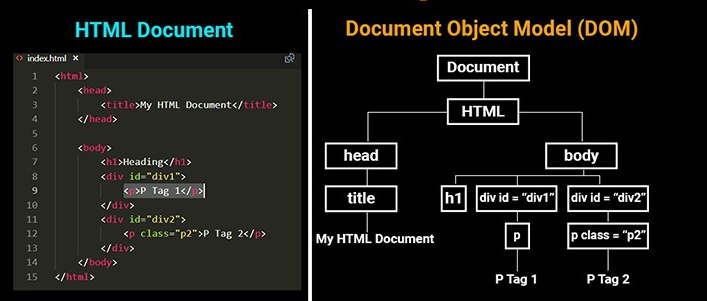 HTML Document
index.html ×
1 <html>
2 <head>
3 <title>My HTML Document</title>
4 </head>
5
6 <body>
7 <h1>Heading</h1>
8 <div id="div1">
9 <p>P Tag 1</p>
10 </div>
11 <div id="div2">
12 <p class="p2">P Tag 2</p>
13 </div>
14 </body>
15 </html>
Document Object Model (DOM)
Document
HTML
head
body
title
h1
div id = “div1”
div id = “div2”
My HTML Document
p
p class = “p2”
P Tag 1
P Tag 2